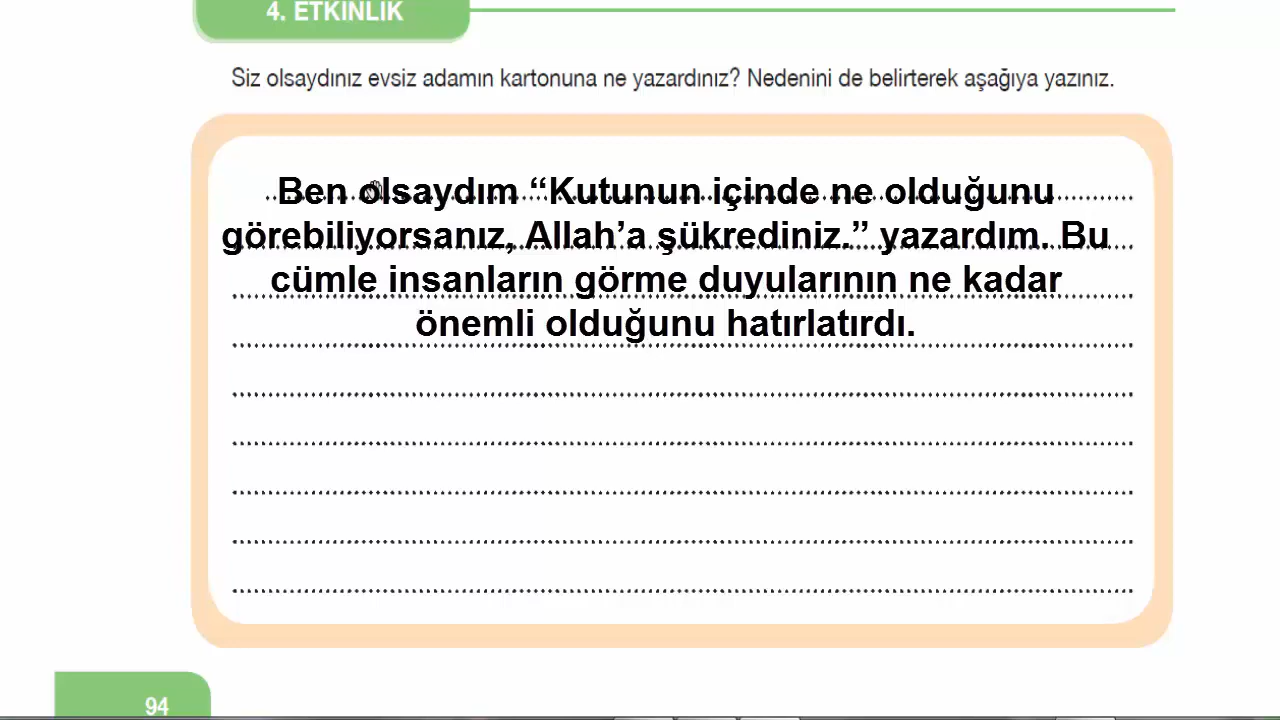 4. ETKİNLİK
Siz olsaydınız evsiz adamın kartonuna ne yazardınız? Nedenini de belirterek aşağıya yazınız.
Ben olsaydım “Kutunun içinde ne olduğunu
görebiliyorsanız, Allah’a şükrediniz.” yazardım. Bu
cümle insanların görme duyularının ne kadar
önemli olduğunu hatırlatırdı.
94